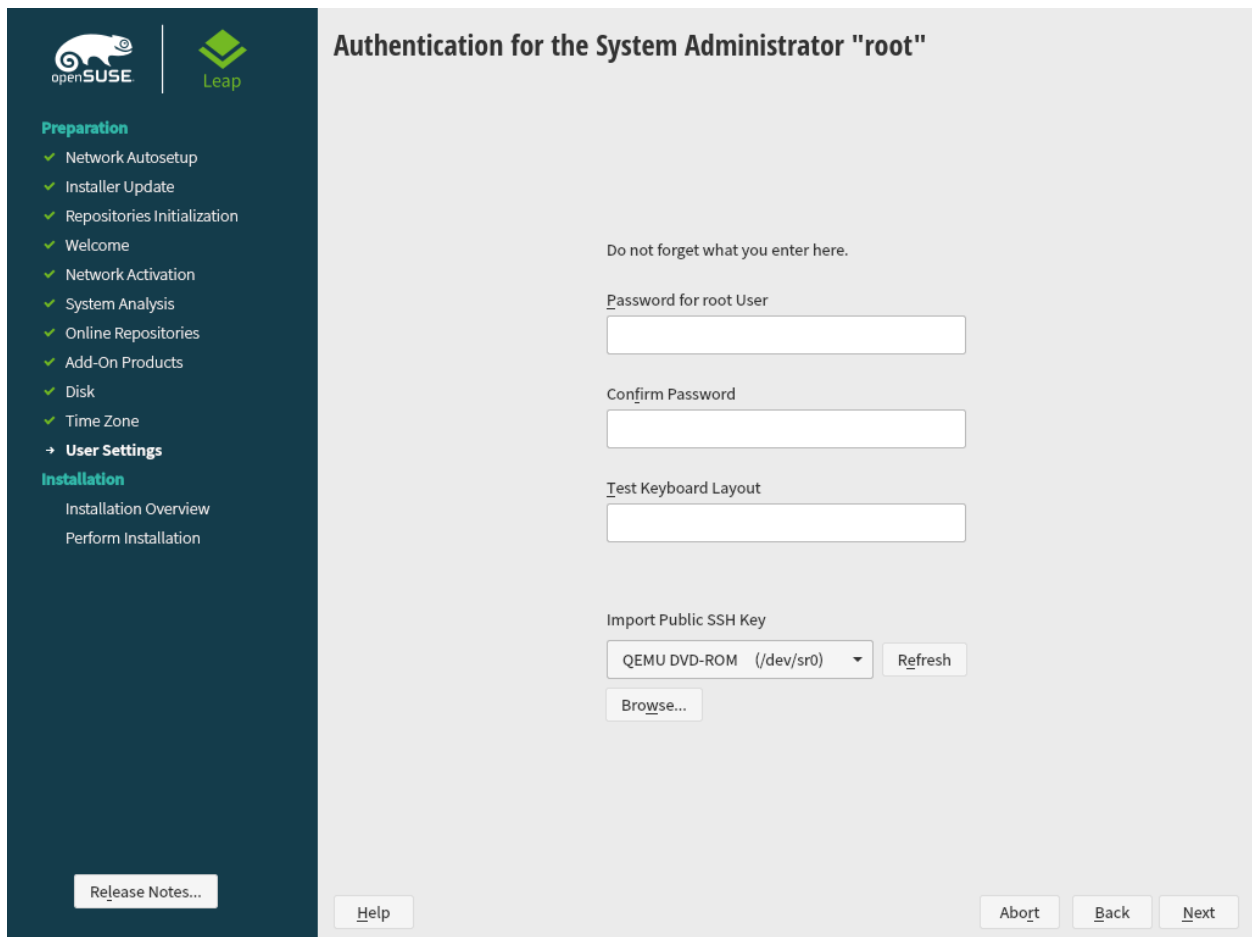 openSUSE.
Leap
Preparation
Network Autosetup
Installer Update
Repositories Initialization
Welcome
Network Activation
System Analysis
Online Repositories
Add-On Products
Disk
Time Zone
User Settings
Installation
Installation Overview
Perform Installation
Release Notes...
Authentication for the System Administrator "root"
Do not forget what you enter here.
Password for root User
Confirm Password
Test Keyboard Layout
Import Public SSH Key
QEMU DVD-ROM (/dev/sr0) Refresh
Browse...
Help Abort Back Next